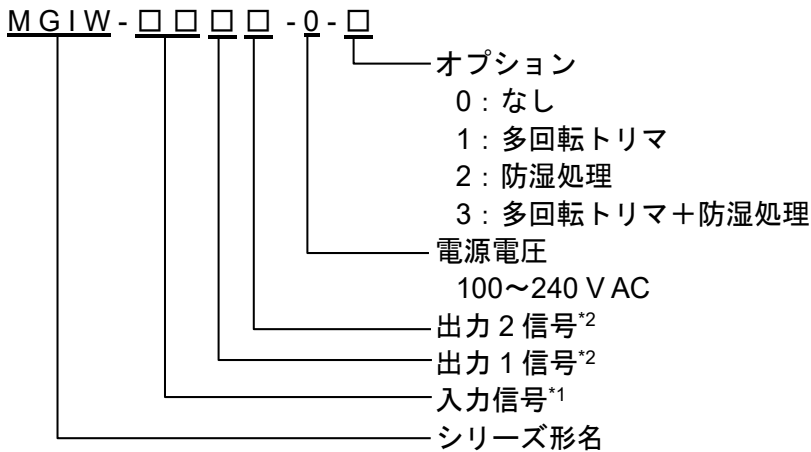 MGIW-□□□□-0-□
オプション
0：なし
1：多回転トリマ
2：防湿処理
3：多回転トリマ＋防湿処理
電源電圧
100～240 V AC
出力 2 信号*2
出力 1 信号*2
入力信号*1
シリーズ形名